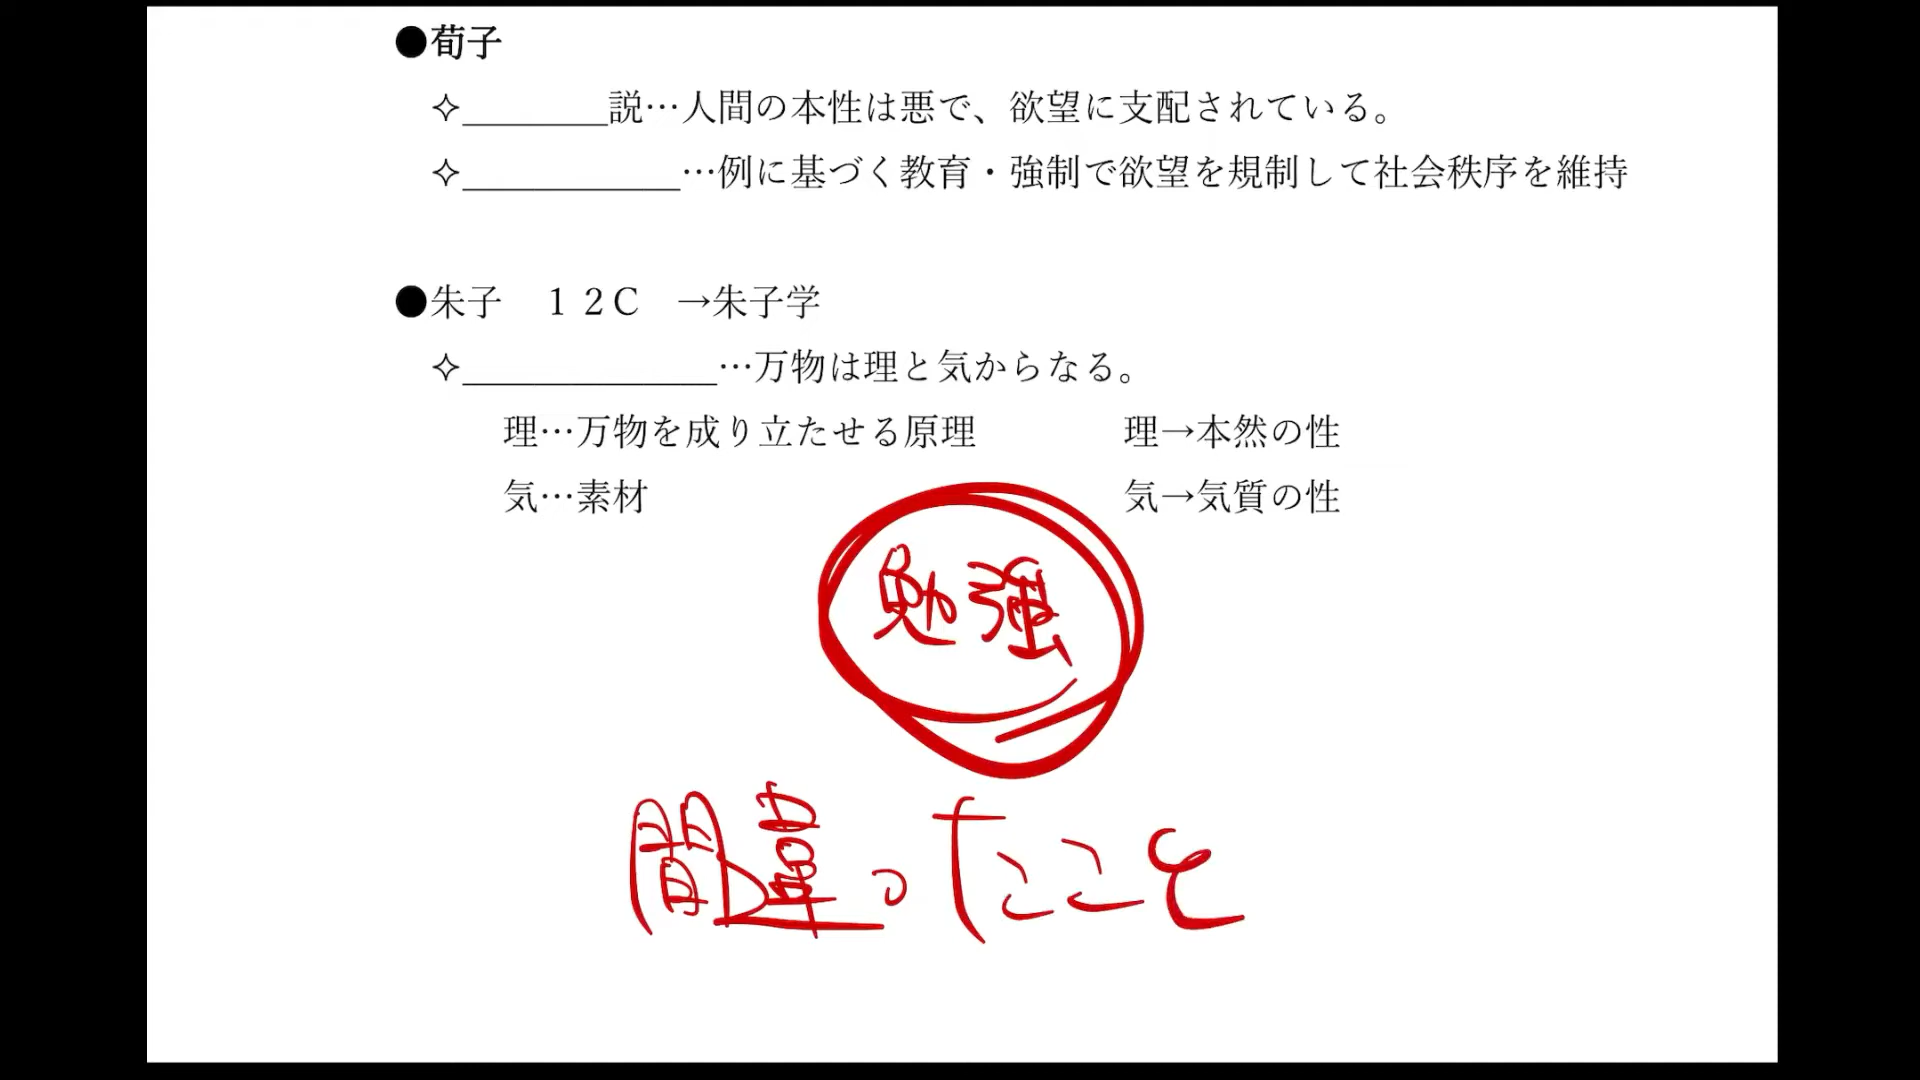 ●荀子
✧________説…人間の本性は悪で、欲望に支配されている。
✧____________…例に基づく教育・強制で欲望を規制して社会秩序を維持
●朱子　１２C　→朱子学
✧______________…万物は理と気からなる。
理…万物を成り立たせる原理　理→本然の性
気…素材　気→気質の性
勉強
間違ったこと